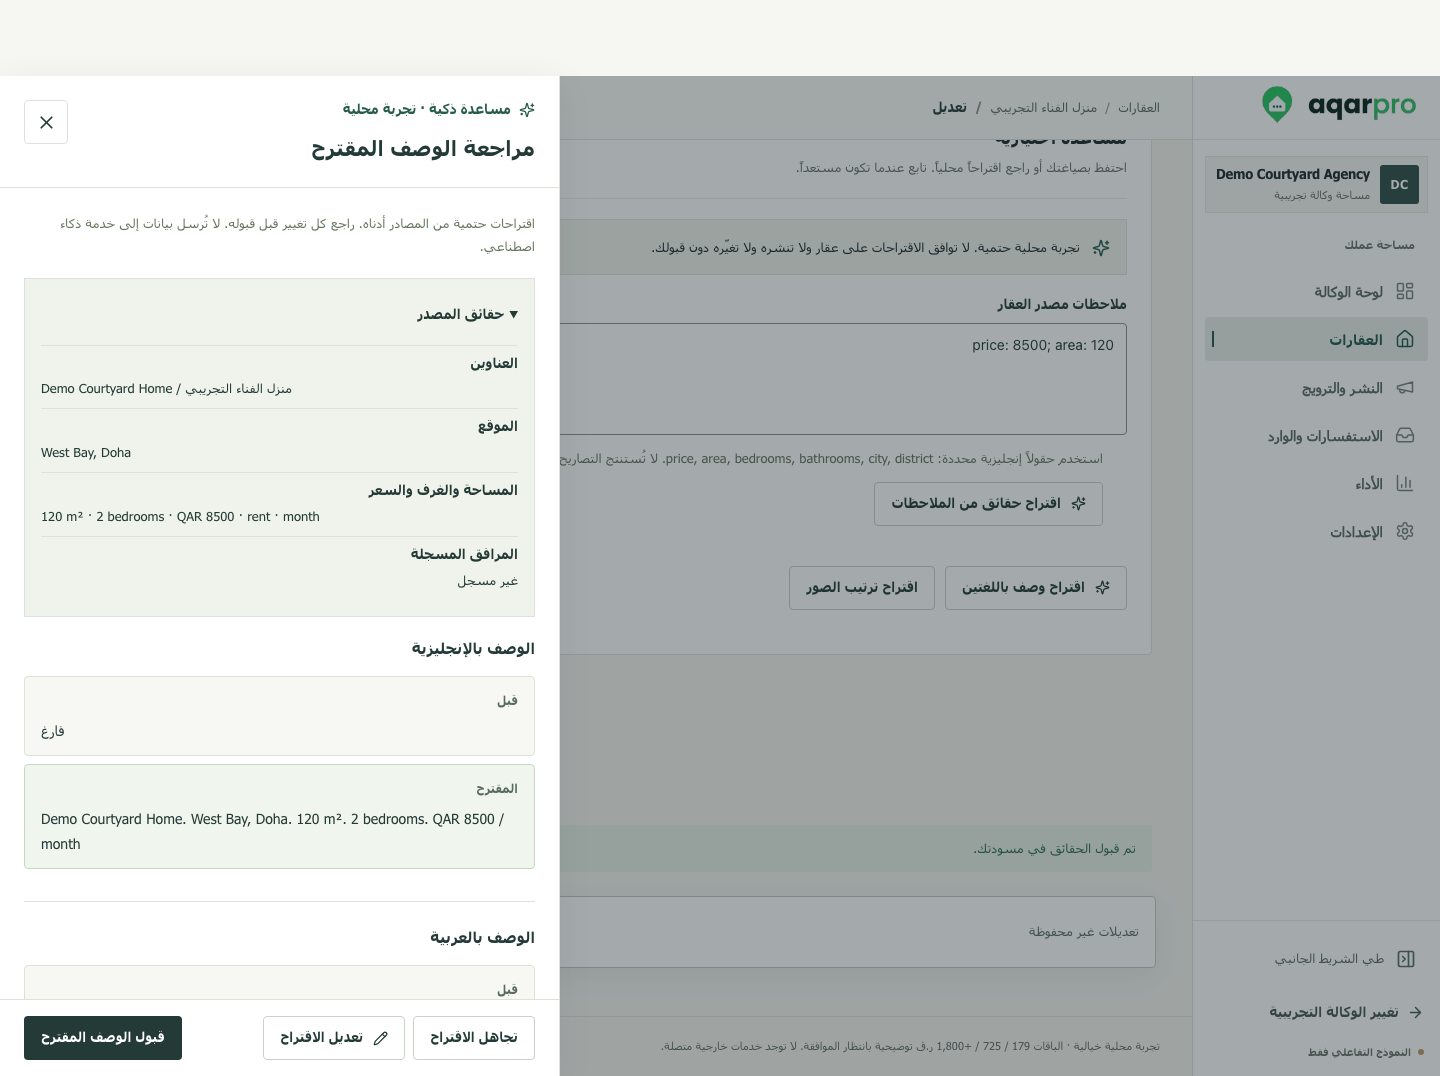 مساعدة ذكية · تجربة محلية
مراجعة الوصف المقترح
اقتراحات حتمية من المصادر أدناه. راجع كل تغيير قبل قبوله. لا تُرسل بيانات إلى خدمة ذكاء
اصطناعي.
▼ حقائق المصدر
العناوين
Demo Courtyard Home / منزل الفناء التجريبي
الموقع
West Bay, Doha
المساحة والغرف والسعر
120 m² · 2 bedrooms · QAR 8500 · rent · month
المرافق المسجلة
غير مسجل
الوصف بالإنجليزية
قبل
فارغ
المقترح
Demo Courtyard Home. West Bay, Doha. 120 m². 2 bedrooms. QAR 8500 /
month
الوصف بالعربية
قبل
تجاهل الاقتراح
تعديل الاقتراح
قبول الوصف المقترح
العقارات / منزل الفناء التجريبي / تعديل
مساعدة اختيارية
احتفظ بصياغتك أو راجع اقتراحاً محلياً. تابع عندما تكون مستعداً.
تجربة محلية حتمية. لا توافق الاقتراحات على عقار ولا تنشره ولا تغيّره دون قبولك.
ملاحظات مصدر العقار
price: 8500; area: 120
استخدم حقولاً إنجليزية محددة: price, area, bedrooms, bathrooms, city, district. لا تُستنتج التصاريح
اقتراح حقائق من الملاحظات
اقتراح وصف باللغتين
اقتراح ترتيب الصور
تم قبول الحقائق في مسودتك.
تعديلات غير محفوظة
تجربة محلية خيالية · الباقات 179 / 725 / +1,800 ر.ق توضيحية بانتظار الموافقة. لا توجد خدمات خارجية متصلة.
aqarpro
DC
Demo Courtyard Agency
مساحة وكالة تجريبية
مساحة عملك
لوحة الوكالة
العقارات
النشر والترويج
الاستفسارات والوارد
الأداء
الإعدادات
طي الشريط الجانبي
تغيير الوكالة التجريبية
النموذج التفاعلي فقط